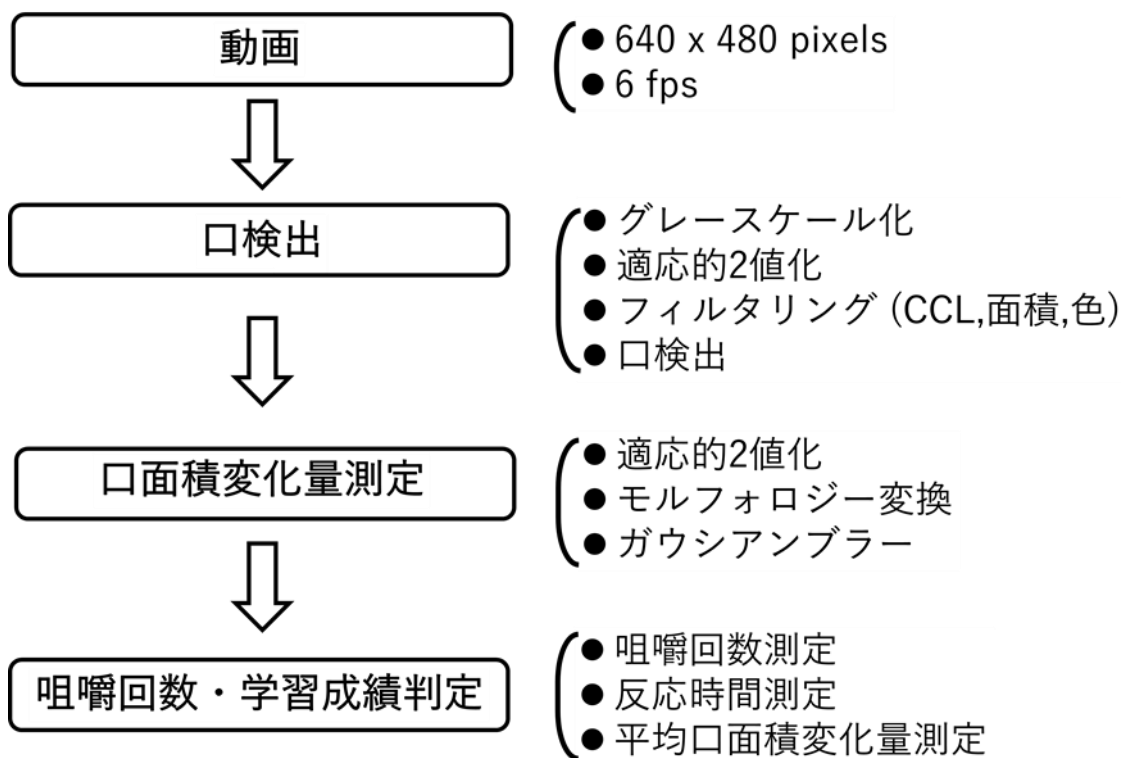 動画
● 640 x 480 pixels
● 6 fps
口検出
● グレースケール化
● 適応的2値化
● フィルタリング (CCL,面積,色)
● 口検出
口面積変化量測定
● 適応的2値化
● モルフォロジー変換
● ガウシアンブラー
咀嚼回数・学習成績判定
● 咀嚼回数測定
● 反応時間測定
● 平均口面積変化量測定